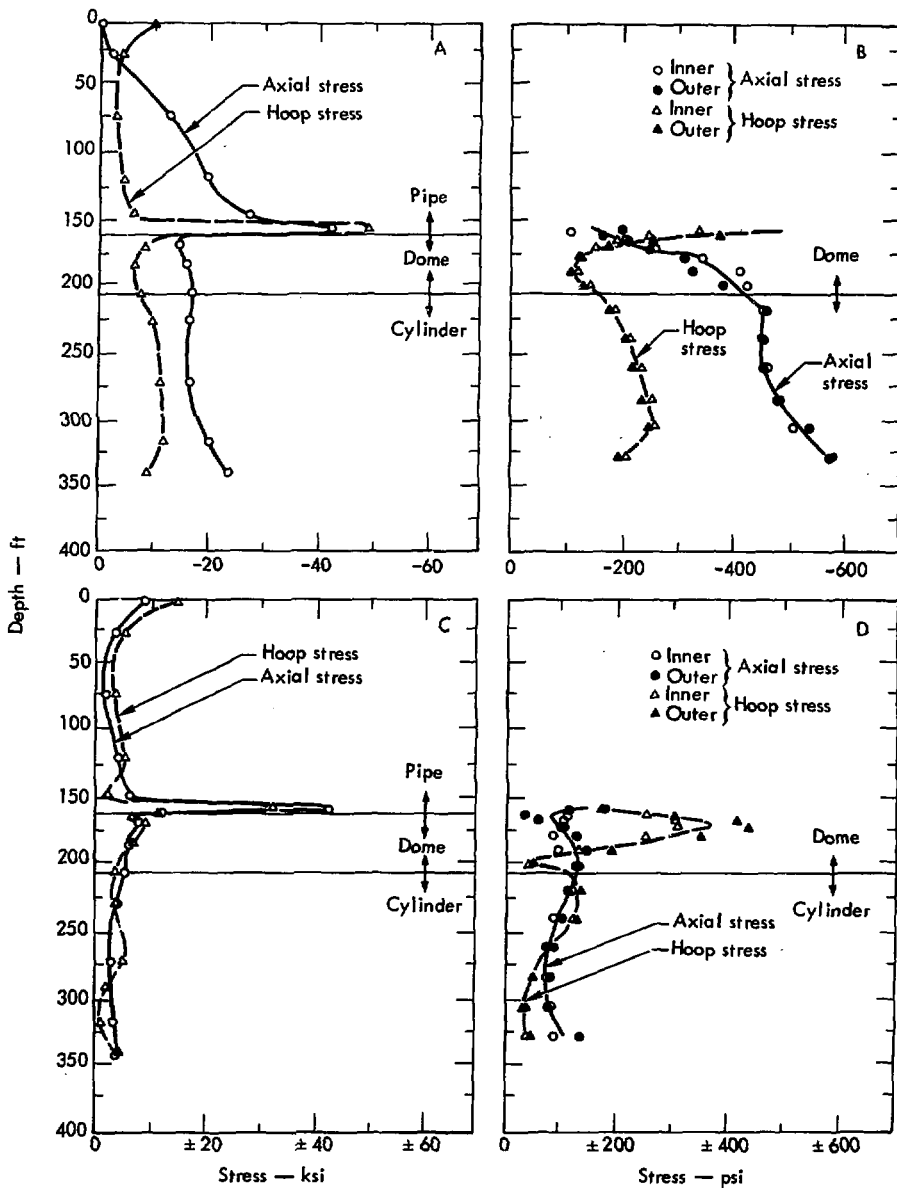 A
0
50
100
150
200
250
300
350
400
Axial stress
Hoop stress
Pipe
Dome
Cylinder
0
-20
-40
-60
B
Inner
Outer
Axial stress
Inner
Outer
Hoop stress
Dome
Hoop
stress
Axial
stress
0
-200
-400
-600
Depth — ft
C
0
50
100
150
200
250
300
350
400
Hoop stress
Axial stress
Pipe
Dome
Cylinder
0
± 20
± 40
± 60
Stress — ksi
D
Inner
Outer
Axial stress
Inner
Outer
Hoop stress
Dome
Cylinder
Axial stress
Hoop stress
0
± 200
± 400
± 600
Stress — psi